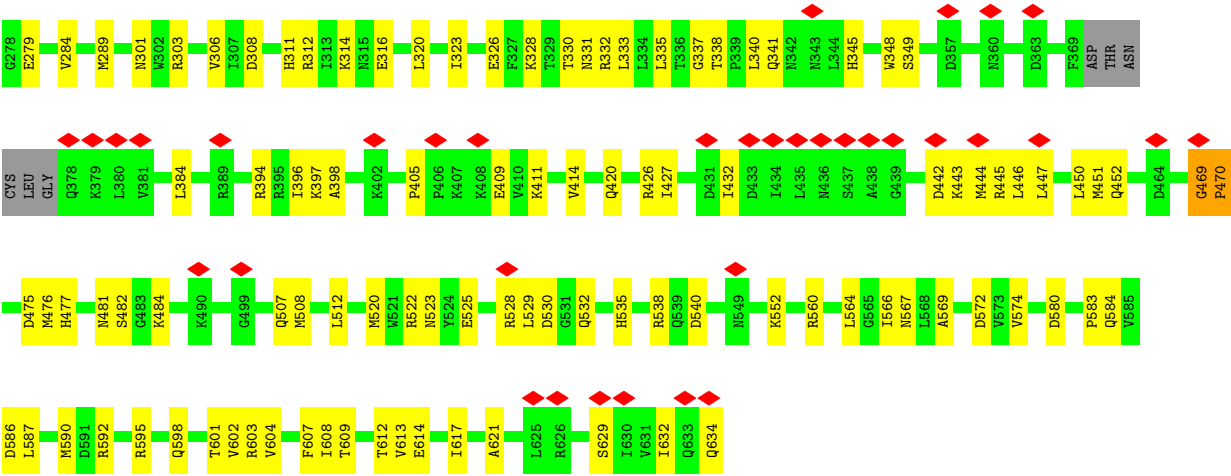 G278 E279 V284 M289 N301 W302 R303 V306 I307 D308 H311 R312 I313 K314 N315 E316 L320 I323 E326 F327 K328 T329 T330 N331 R332 L333 L334 L335 T336 G337 T338 P339 L340 Q341 N342 N343 L344 H345 W348 S349 D357 N360 D363 F369 ASP THR ASN
CYS LEU GLY Q378 K379 L380 V381 L384 R389 R394 R395 I396 K397 A398 K402 P405 P406 K407 K408 E409 V410 K411 V414 Q420 R426 I427 D431 I432 D433 I434 L435 N436 S437 A438 G439 D442 K443 M444 R445 L446 L447 L450 M451 Q452 D464 G469 P470
D475 M476 H477 N481 S482 G483 K484 K490 G499 Q507 M508 L512 M520 W521 R522 N523 Y524 E525 R528 L529 D530 G531 Q532 H535 R538 Q539 D540 N549 K552 R560 L564 G565 I566 N567 L568 A569 D572 V573 V574 D580 P583 Q584 V585
D586 L587 M590 D591 R592 R595 Q598 T601 V602 R603 V604 F607 I608 T609 T612 V613 E614 I617 A621 L625 R626 S629 I630 V631 I632 Q633 Q634